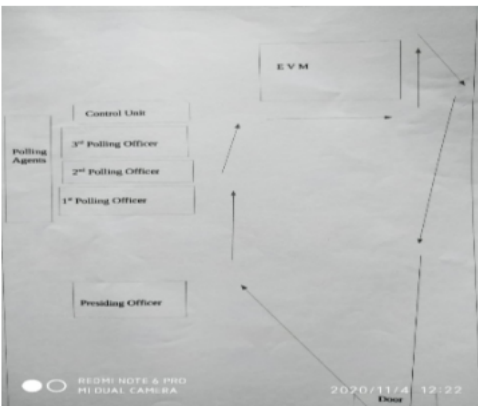 E V M
Control Unit
3rd Polling Officer
Polling
Agents
2nd Polling Officer
1st Polling Officer
Presiding Officer
REDMI NOTE 6 PRO
MI DUAL CAMERA
2020/11/4 12:22
Door